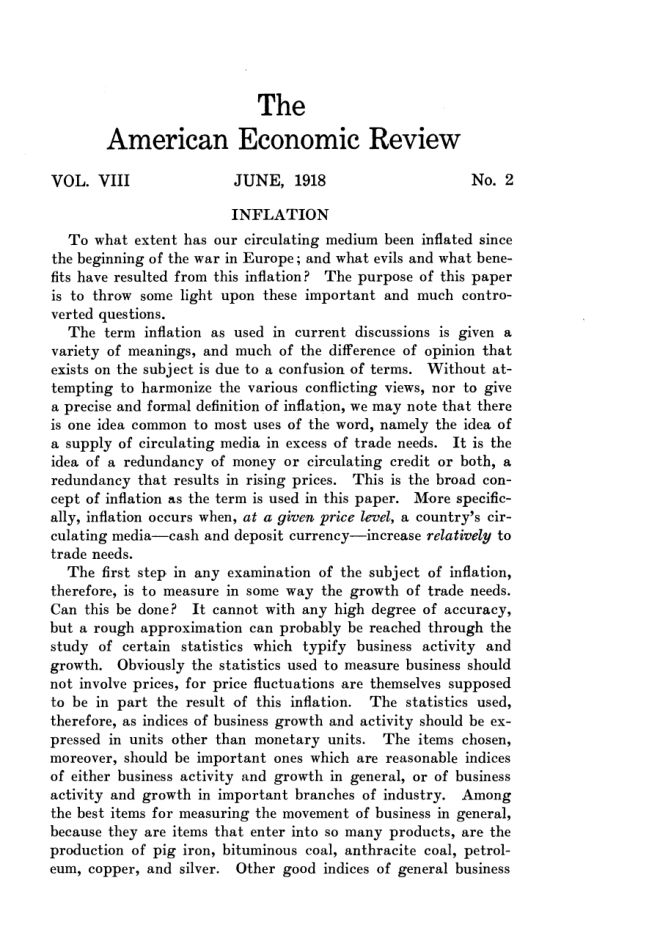 The
American Economic Review
VOL. VIII JUNE, 1918 No. 2
INFLATION
To what extent has our circulating medium been inflated since
the beginning of the war in Europe; and what evils and what bene-
fits have resulted from this inflation? The purpose of this paper
is to throw some light upon these important and much contro-
verted questions.
The term inflation as used in current discussions is given a
variety of meanings, and much of the difference of opinion that
exists on the subject is due to a confusion of terms. Without at-
tempting to harmonize the various conflicting views, nor to give
a precise and formal definition of inflation, we may note that there
is one idea common to most uses of the word, namely the idea of
a supply of circulating media in excess of trade needs. It is the
idea of a redundancy of money or circulating credit or both, a
redundancy that results in rising prices. This is the broad con-
cept of inflation as the term is used in this paper. More specific-
ally, inflation occurs when, at a given price level, a country's cir-
culating media—cash and deposit currency—increase relatively to
trade needs.
The first step in any examination of the subject of inflation,
therefore, is to measure in some way the growth of trade needs.
Can this be done? It cannot with any high degree of accuracy,
but a rough approximation can probably be reached through the
study of certain statistics which typify business activity and
growth. Obviously the statistics used to measure business should
not involve prices, for price fluctuations are themselves supposed
to be in part the result of this inflation. The statistics used,
therefore, as indices of business growth and activity should be ex-
pressed in units other than monetary units. The items chosen,
moreover, should be important ones which are reasonable indices
of either business activity and growth in general, or of business
activity and growth in important branches of industry. Among
the best items for measuring the movement of business in general,
because they are items that enter into so many products, are the
production of pig iron, bituminous coal, anthracite coal, petrol-
eum, copper, and silver. Other good indices of general business